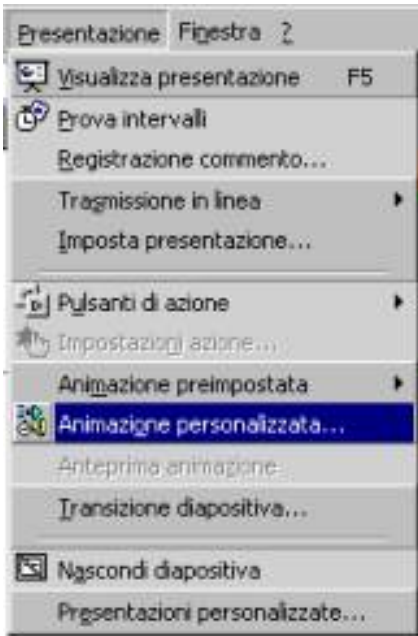 Presentazione Finestra ?
Visualizza presentazione F5
Prova intervalli
Registrazione commento...
Trasmissione in linea
Imposta presentazione...
Pulsanti di azione
Impostazioni azione...
Animazione preimpostata
Animazione personalizzata...
Anteprima animazione
Transizione diapositiva...
Nascondi diapositiva
Presentazioni personalizzate...